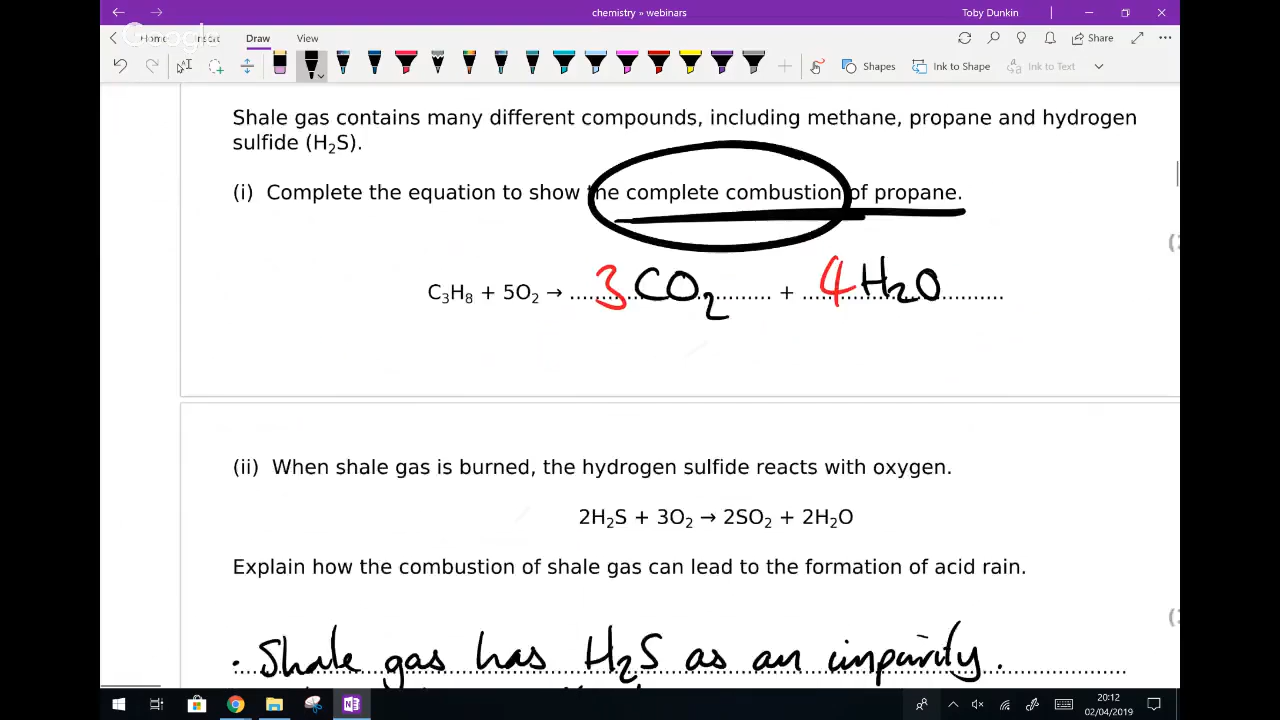 chemistry » webinars
Toby Dunkin
Google
Home Insert Draw View
Share
Shapes Ink to Shape Ink to Text
Shale gas contains many different compounds, including methane, propane and hydrogen
sulfide (H₂S).
(i) Complete the equation to show the complete combustion of propane.
C₃H₈ + 5O₂ → 3CO₂ + 4H₂O
(ii) When shale gas is burned, the hydrogen sulfide reacts with oxygen.
2H₂S + 3O₂ → 2SO₂ + 2H₂O
Explain how the combustion of shale gas can lead to the formation of acid rain.
. Shale gas has H₂S as an impurity.
20:12
02/04/2019